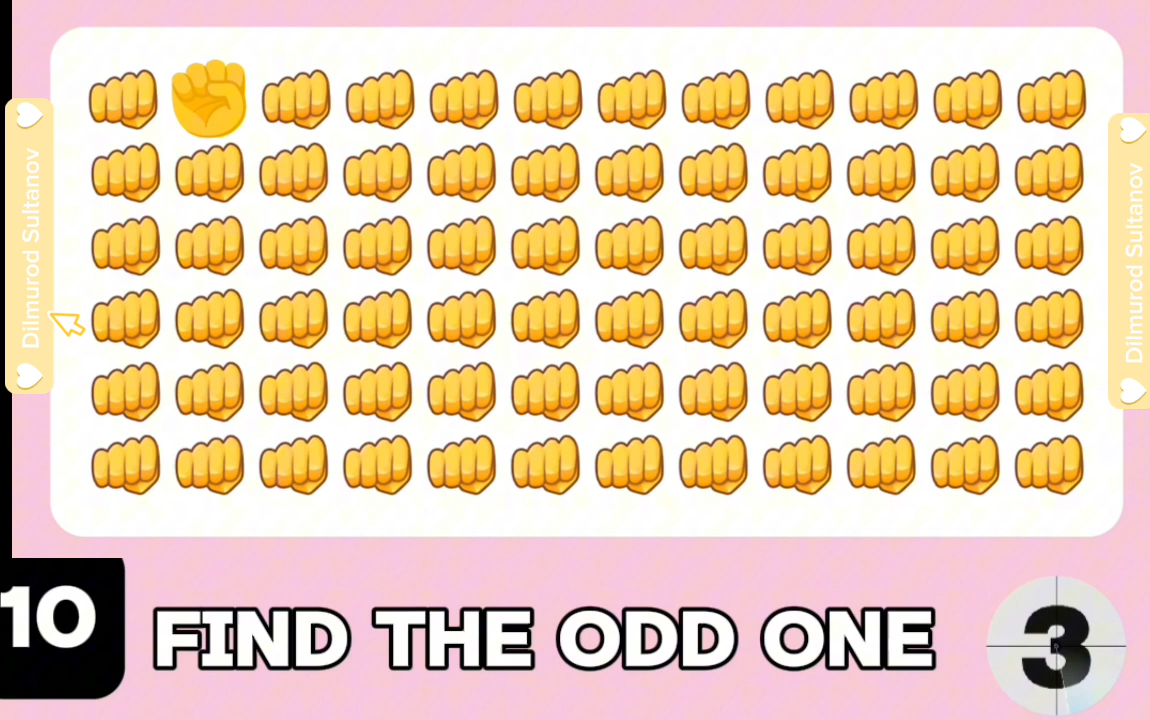 Dilmurod Sultanov
Dilmurod Sultanov
10
FIND THE ODD ONE
3